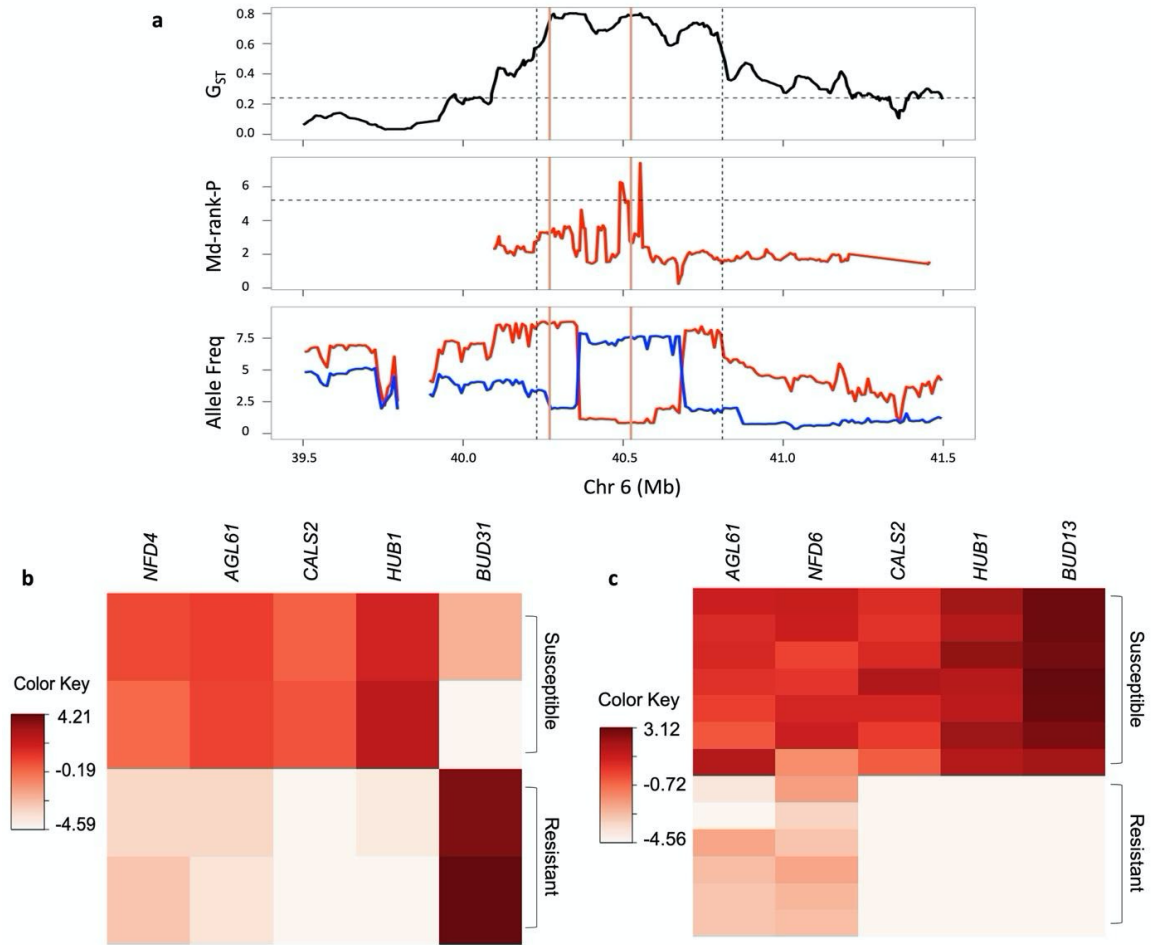 a
0.8
0.6
0.4
0.2
0.0
GST
6
4
2
0
Md-rank-P
7.5
5
2.5
0
Allele Freq
39.5 40.0 40.5 41.0 41.5
Chr 6 (Mb)
b
NFD4 AGL61 CALS2 HUB1 BUD31
Susceptible
Resistant
Color Key
4.21
-0.19
-4.59
c
AGL61 NFD6 CALS2 HUB1 BUD13
Susceptible
Resistant
Color Key
3.12
-0.72
-4.56